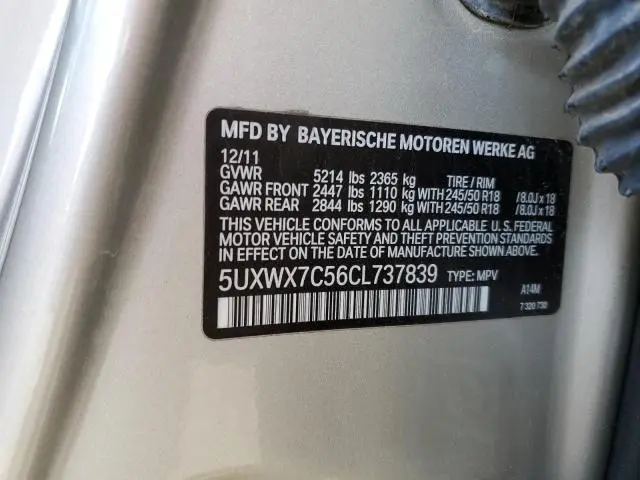 MFD BY BAYERISCHE MOTOREN WERKE AG
12/11
GVWR 5214 lbs 2365 kg TIRE / RIM
GAWR FRONT 2447 lbs 1110 kg WITH 245/50 R18 / 8.0J x 18
GAWR REAR 2844 lbs 1290 kg WITH 245/50 R18 / 8.0J x 18
THIS VEHICLE CONFORMS TO ALL APPLICABLE U. S. FEDERAL
MOTOR VEHICLE SAFETY AND THEFT PREVENTION STANDARDS
IN EFFECT ON THE DATE OF MANUFACTURE SHOWN ABOVE.
5UXWX7C56CL737839 TYPE: MPV
A14M
7 320 730